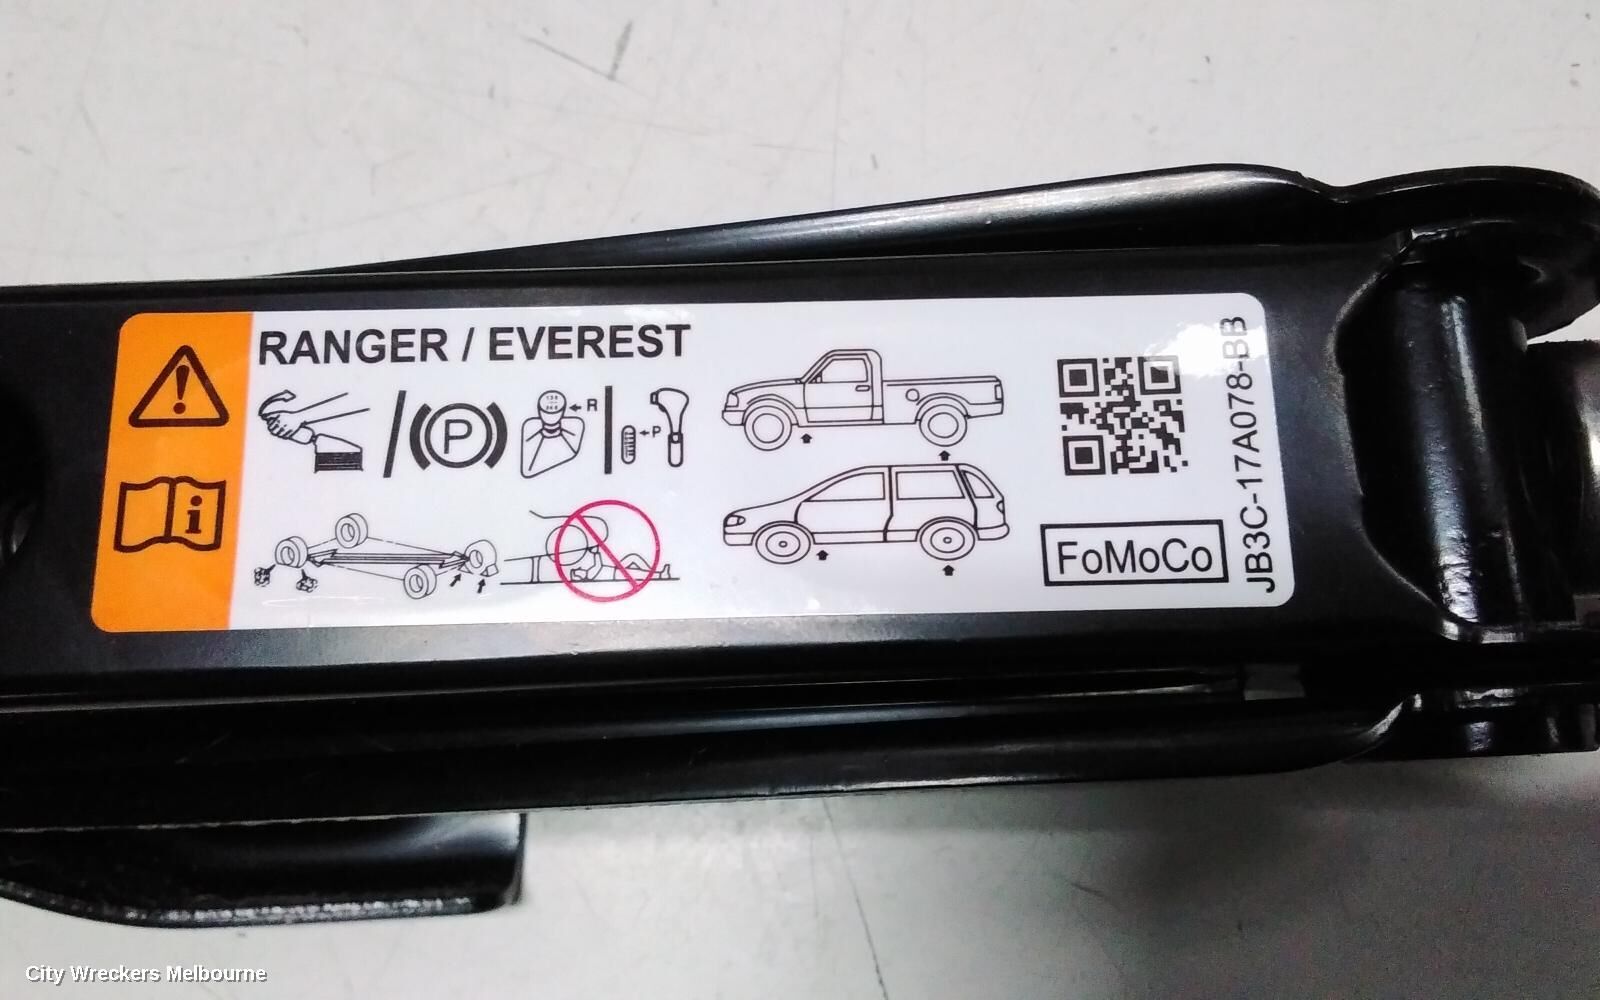 RANGER / EVEREST
P
R
P
FoMoCo
JB3C-17A078-BB
City Wreckers Melbourne